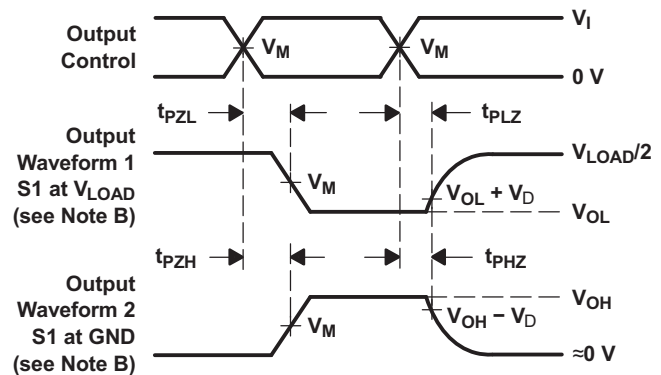 Output
Control
V_I
V_M
V_M
0 V
t_PZL
t_PLZ
Output
Waveform 1
S1 at V_LOAD
(see Note B)
V_LOAD/2
V_M
V_OL + V_D
V_OL
t_PZH
t_PHZ
Output
Waveform 2
S1 at GND
(see Note B)
V_OH
V_M
V_OH − V_D
≈0 V